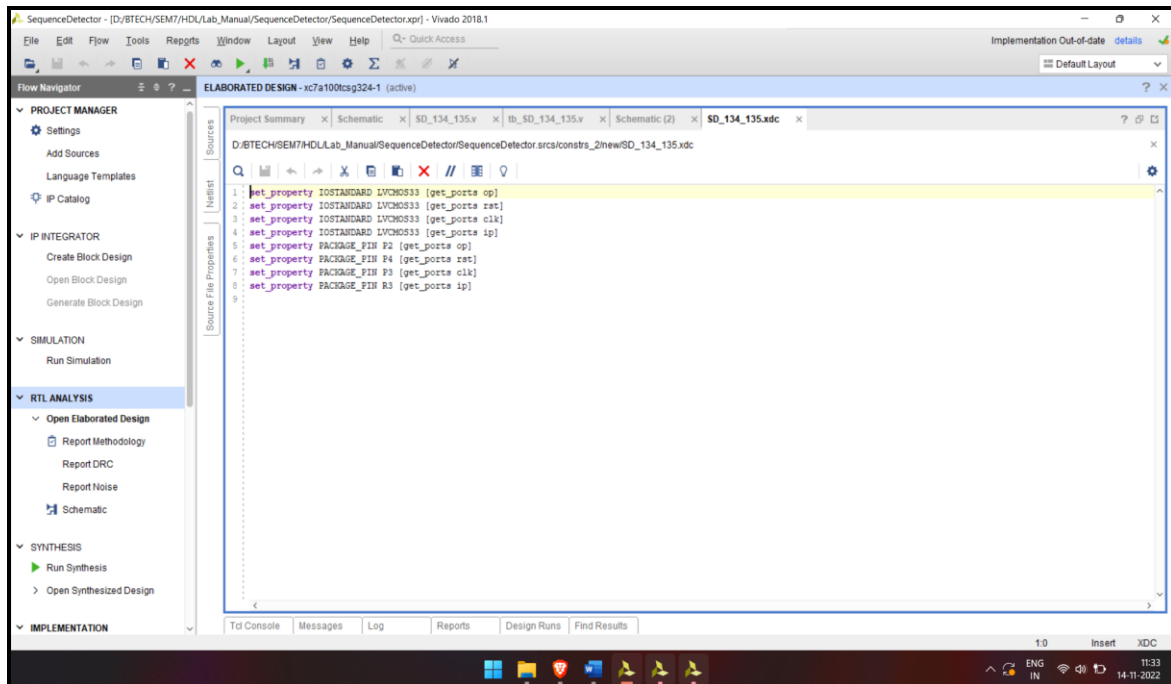 SequenceDetector - [D:/BTECH/SEM7/HDL/Lab_Manual/SequenceDetector/SequenceDetector.xpr] - Vivado 2018.1
File Edit Flow Tools Reports Window Layout View Help Quick Access
Implementation Out-of-date details
Default Layout
Flow Navigator
ELABORATED DESIGN - xc7a100tcsg324-1 (active)
PROJECT MANAGER
Settings
Add Sources
Language Templates
IP Catalog
IP INTEGRATOR
Create Block Design
Open Block Design
Generate Block Design
SIMULATION
Run Simulation
RTL ANALYSIS
Open Elaborated Design
Report Methodology
Report DRC
Report Noise
Schematic
SYNTHESIS
Run Synthesis
Open Synthesized Design
IMPLEMENTATION
Sources
Netlist
Source File Properties
Project Summary Schematic SD_134_135.v tb_SD_134_135.v Schematic (2) SD_134_135.xdc
D:/BTECH/SEM7/HDL/Lab_Manual/SequenceDetector/SequenceDetector.srcs/constrs_2/new/SD_134_135.xdc
1 set_property IOSTANDARD LVCMOS33 [get_ports op]
2 set_property IOSTANDARD LVCMOS33 [get_ports rst]
3 set_property IOSTANDARD LVCMOS33 [get_ports clk]
4 set_property IOSTANDARD LVCMOS33 [get_ports ip]
5 set_property PACKAGE_PIN P2 [get_ports op]
6 set_property PACKAGE_PIN P4 [get_ports rst]
7 set_property PACKAGE_PIN P3 [get_ports clk]
8 set_property PACKAGE_PIN R3 [get_ports ip]
9
Tcl Console Messages Log Reports Design Runs Find Results
1:0 Insert XDC
ENG
IN
11:33
14-11-2022